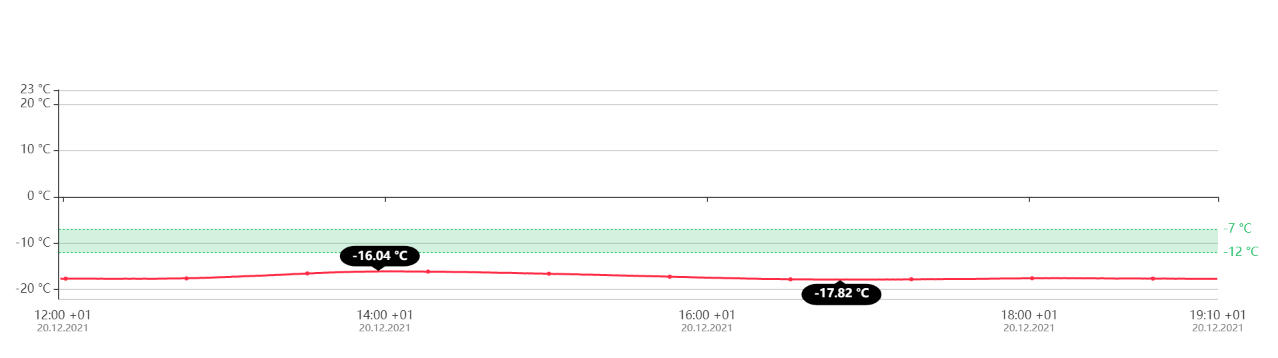 23 °C
20 °C
10 °C
0 °C
-7 °C
-10 °C
-12 °C
-16.04 °C
-20 °C
-17.82 °C
12:00 +01 14:00 +01 16:00 +01 18:00 +01 19:10 +01
20.12.2021 20.12.2021 20.12.2021 20.12.2021 20.12.2021